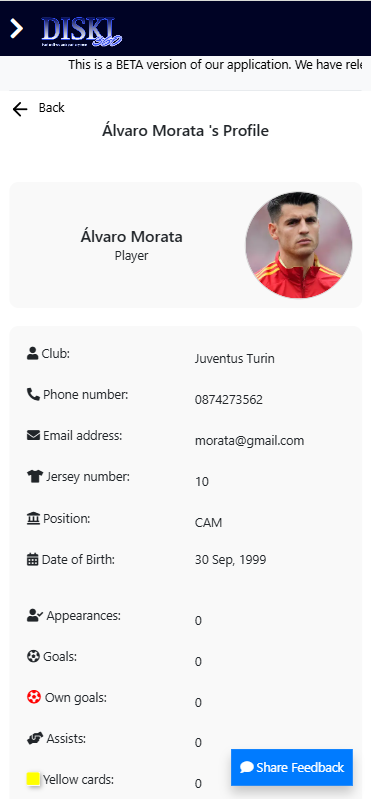 DISKI
360
This is a BETA version of our application. We have rele
Back
Álvaro Morata 's Profile
Álvaro Morata
Player
Club: Juventus Turin
Phone number: 0874273562
Email address: morata@gmail.com
Jersey number: 10
Position: CAM
Date of Birth: 30 Sep, 1999
Appearances: 0
Goals: 0
Own goals: 0
Assists: 0
Yellow cards: 0
Share Feedback